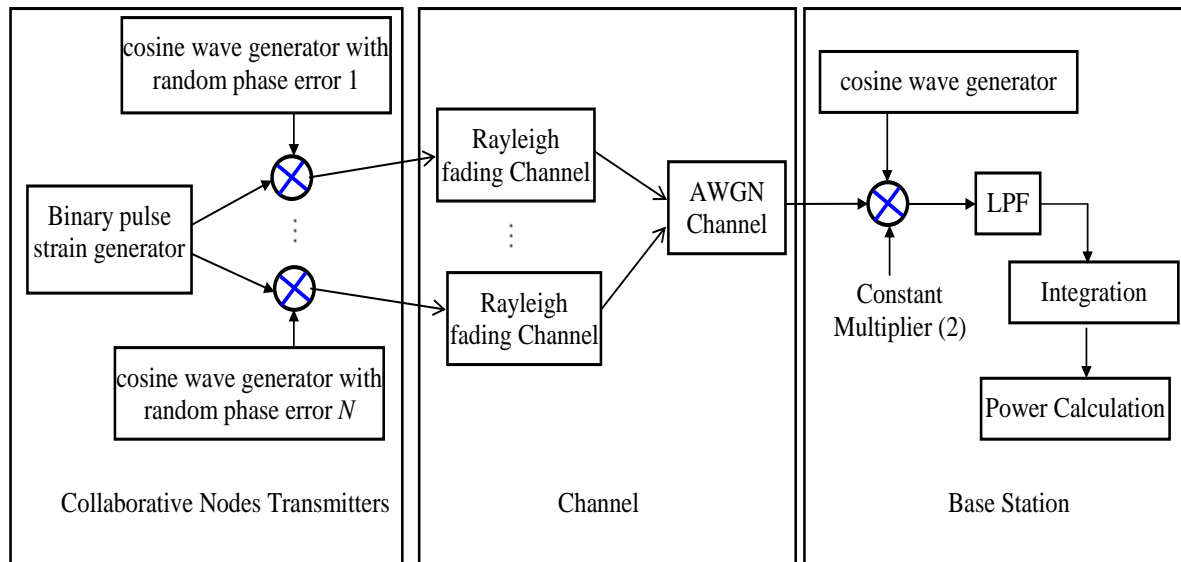 cosine wave generator with
random phase error 1
Binary pulse
strain generator
cosine wave generator with
random phase error N
Collaborative Nodes Transmitters
Rayleigh
fading Channel
Rayleigh
fading Channel
AWGN
Channel
Channel
cosine wave generator
LPF
Constant
Multiplier (2)
Integration
Power Calculation
Base Station